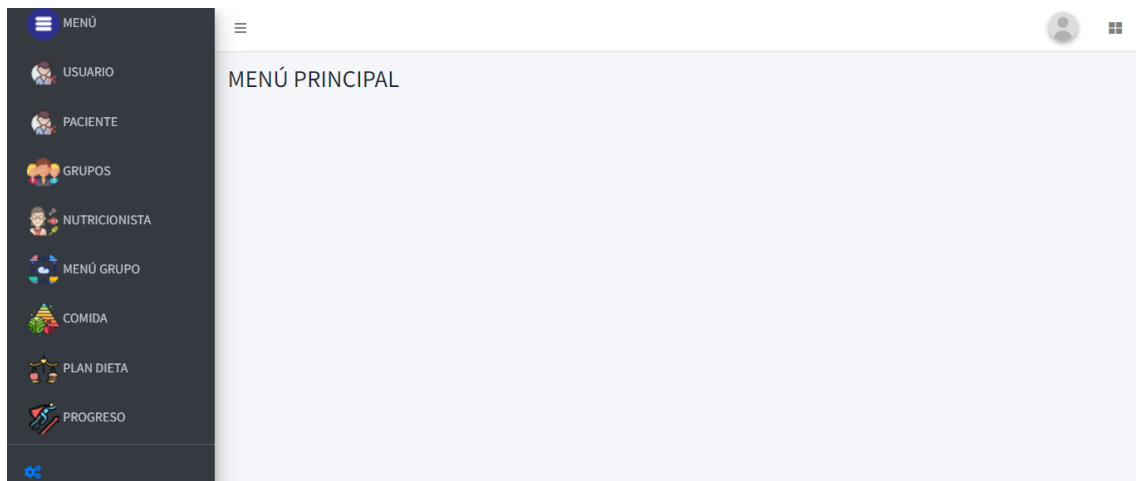 MENÚ
USUARIO
PACIENTE
GRUPOS
NUTRICIONISTA
MENÚ GRUPO
COMIDA
PLAN DIETA
PROGRESO
MENÚ PRINCIPAL